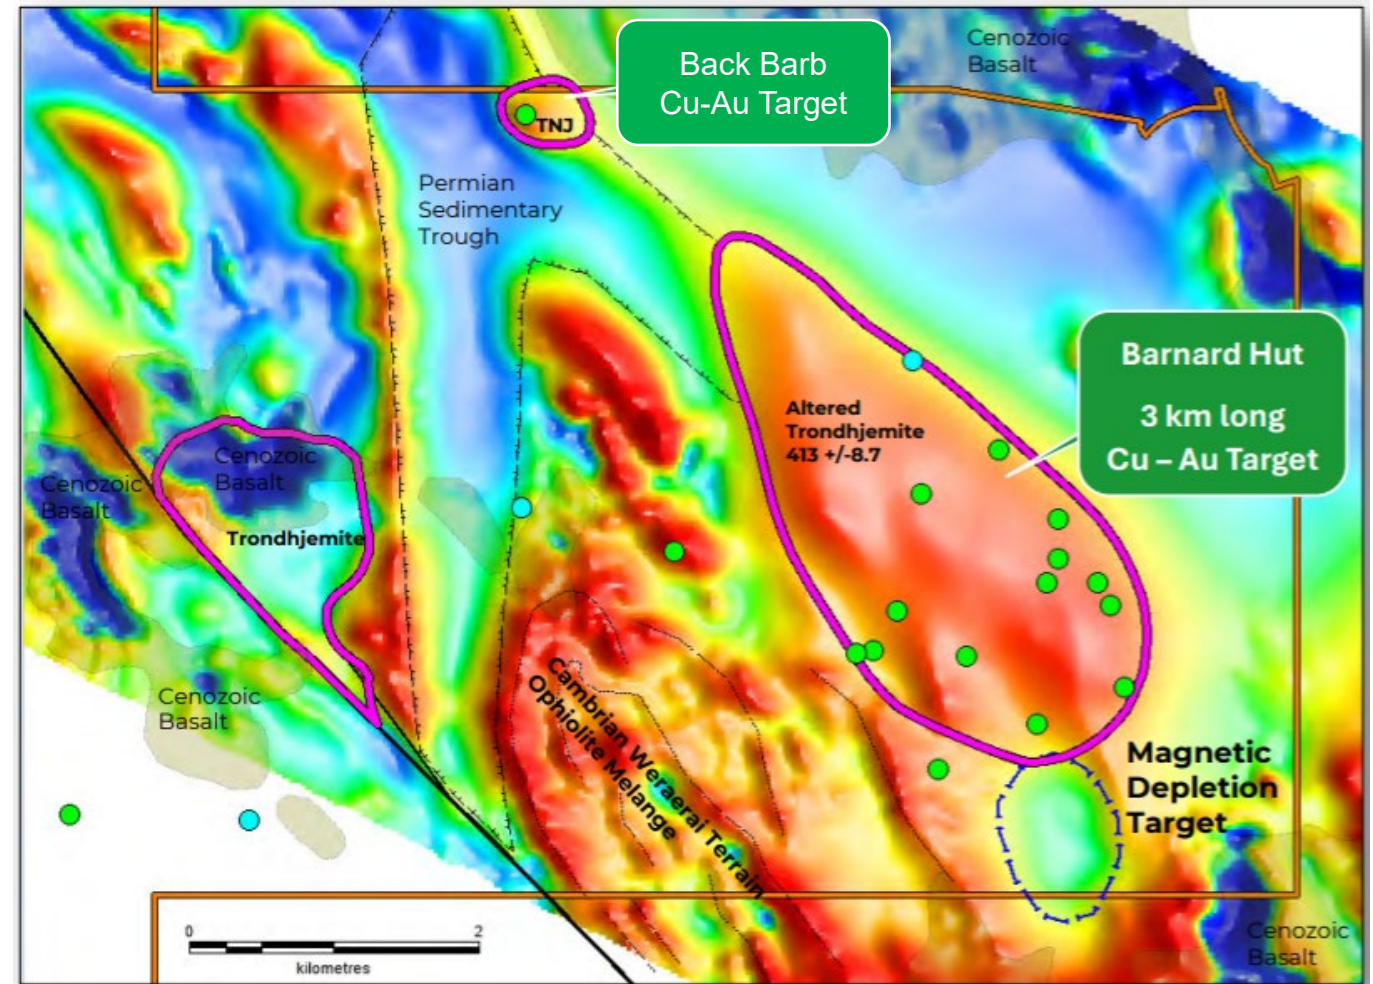 Back Barb
Cu-Au Target
Cenozoic
Basalt
TNJ
Permian
Sedimentary
Trough
Barnard Hut
3 km long
Cu – Au Target
Altered
Trondhjemite
413 +/-8.7
Cenozoic
Basalt
Cenozoic
Basalt
Trondhjemite
Cenozoic
Basalt
Cambrian Weraerai Terrain
Ophiolite Melange
Magnetic
Depletion
Target
Cenozoic
Basalt
0 2
kilometres